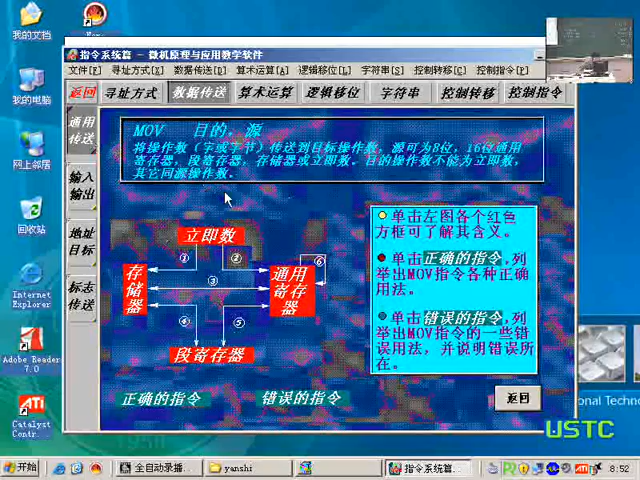 我的文档
我的电脑
网上邻居
回收站
Internet
Explorer
Adobe Reader
7.0
ATI
Catalyst
Contr...
指令系统篇 - 微机原理与应用教学软件
文件[F] 寻址方式[X] 数据传送[D] 算术运算[A] 逻辑移位[L] 字符串[S] 控制转移[C] 控制指令[P]
返回 寻址方式 数据传送 算术运算 逻辑移位 字符串 控制转移 控制指令
通用
传送
输入
输出
地址
目标
标志
传送
MOV 目的，源
将操作数（字或字节）传送到目标操作数，源可为8位，16位通用
寄存器，段寄存器，存储器或立即数。目的操作数不能为立即数，
其它同源操作数。
立即数
① ② ⑥
存储器
③
通用寄存器
④ ⑤
段寄存器
正确的指令 错误的指令
单击左图各个红色
方框可了解其含义。
单击正确的指令,列
举出MOV指令各种正确
用法。
单击错误的指令,列
举出MOV指令的一些错
误用法，并说明错误所
在。
返回
ional Techno
USTC
开始 全自动录播... yanshi 指令系统篇... 8:52